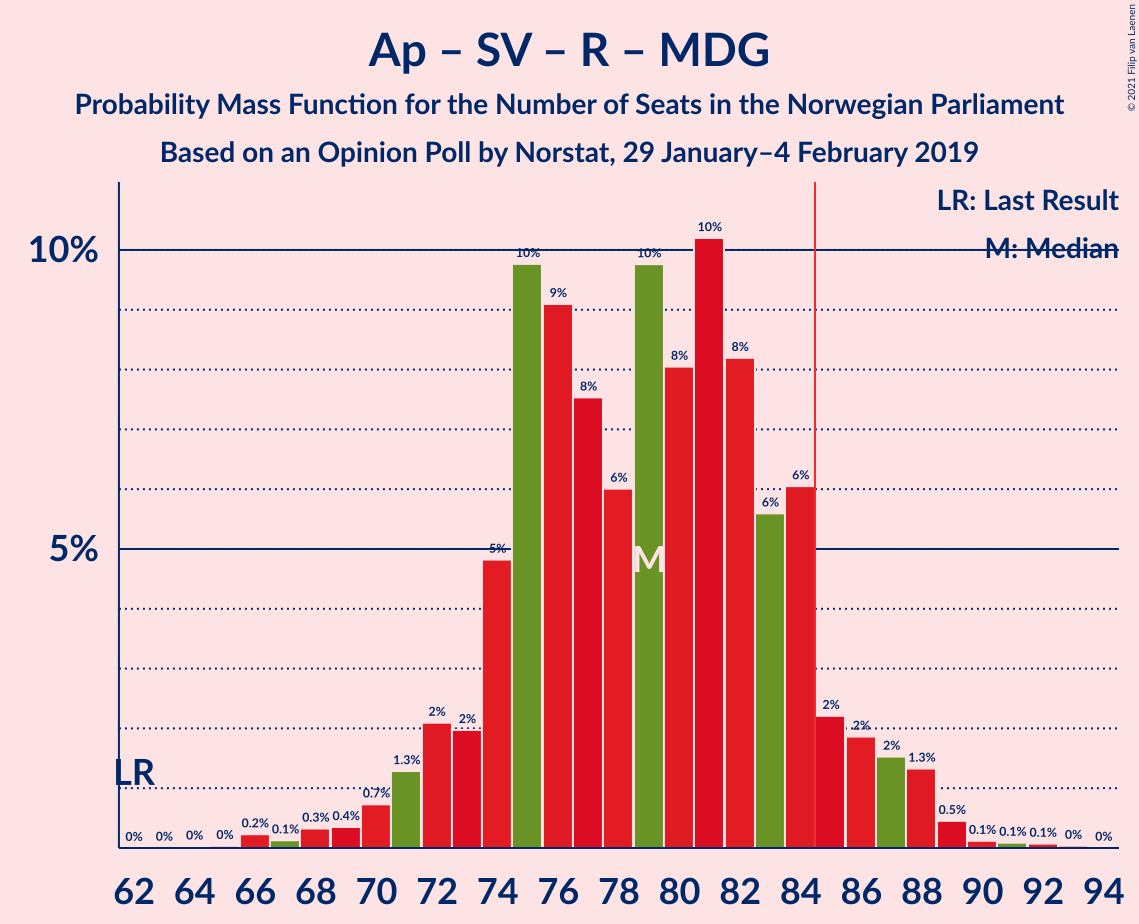 Ap – SV – R – MDG
Probability Mass Function for the Number of Seats in the Norwegian Parliament
Based on an Opinion Poll by Norstat, 29 January–4 February 2019
© 2021 Filip van Laenen
LR: Last Result
M: Median
10%
5%
LR
M
0% 0% 0% 0% 0.2% 0.1% 0.3% 0.4% 0.7% 1.3% 2% 2% 5% 10% 9% 8% 6% 10% 8% 10% 8% 6% 6% 2% 2% 2% 1.3% 0.5% 0.1% 0.1% 0.1% 0% 0%
62 64 66 68 70 72 74 76 78 80 82 84 86 88 90 92 94